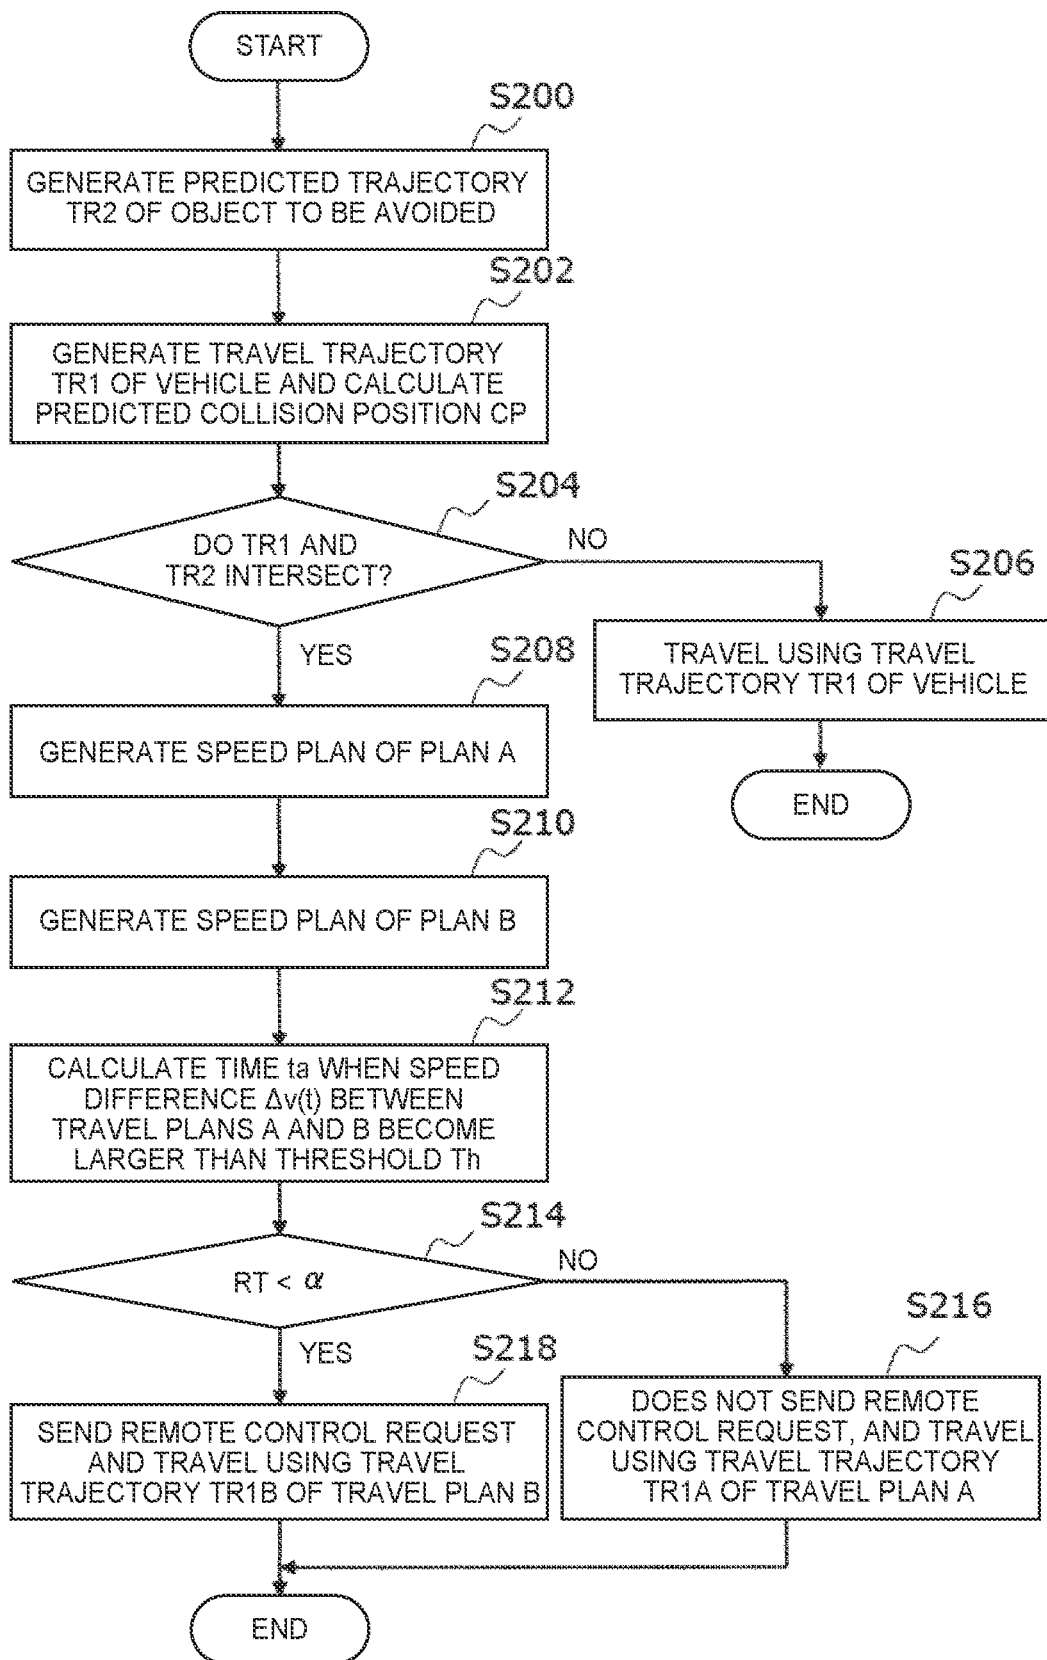 START
S200
GENERATE PREDICTED TRAJECTORY
TR2 OF OBJECT TO BE AVOIDED
S202
GENERATE TRAVEL TRAJECTORY
TR1 OF VEHICLE AND CALCULATE
PREDICTED COLLISION POSITION CP
S204
DO TR1 AND
TR2 INTERSECT?
NO
YES
S206
TRAVEL USING TRAVEL
TRAJECTORY TR1 OF VEHICLE
END
S208
GENERATE SPEED PLAN OF PLAN A
S210
GENERATE SPEED PLAN OF PLAN B
S212
CALCULATE TIME ta WHEN SPEED
DIFFERENCE Δv(t) BETWEEN
TRAVEL PLANS A AND B BECOME
LARGER THAN THRESHOLD Th
S214
RT < α
NO
YES
S216
DOES NOT SEND REMOTE
CONTROL REQUEST, AND TRAVEL
USING TRAVEL TRAJECTORY
TR1A OF TRAVEL PLAN A
S218
SEND REMOTE CONTROL REQUEST
AND TRAVEL USING TRAVEL
TRAJECTORY TR1B OF TRAVEL PLAN B
END